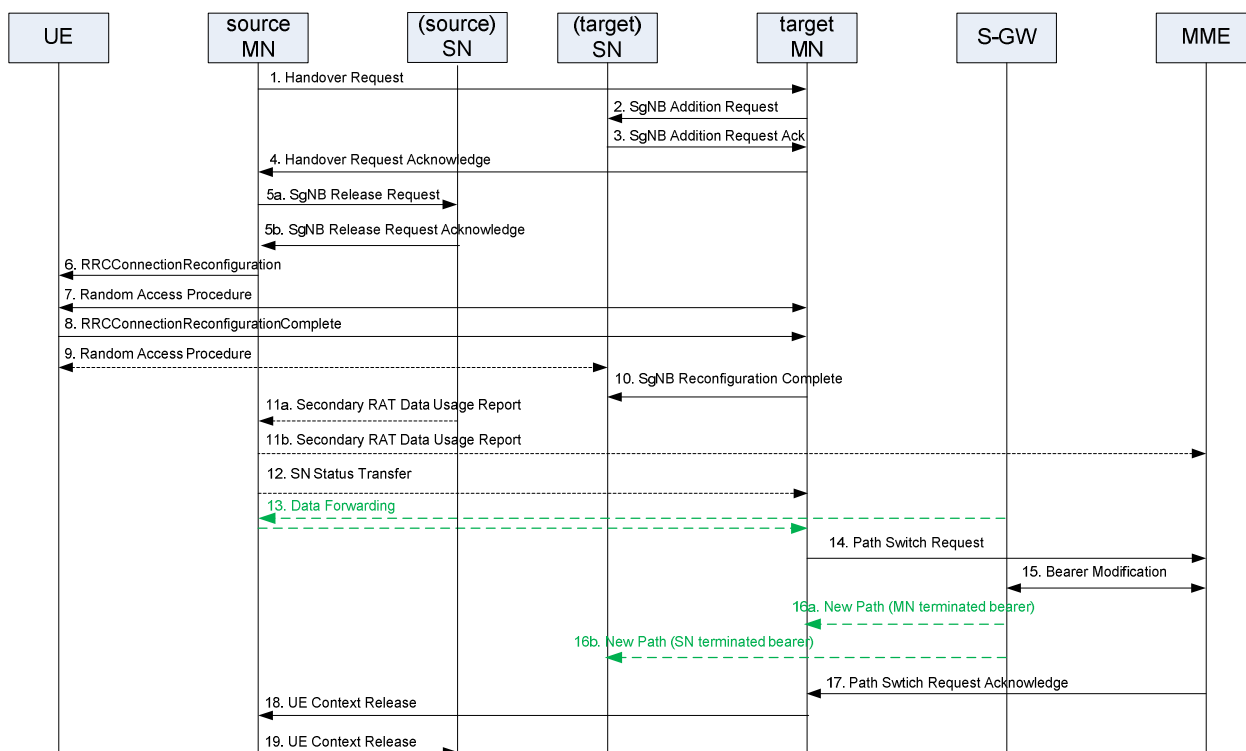 UE
source
MN
(source)
SN
(target)
SN
target
MN
S-GW
MME
1. Handover Request
2. SgNB Addition Request
3. SgNB Addition Request Ack
4. Handover Request Acknowledge
5a. SgNB Release Request
5b. SgNB Release Request Acknowledge
6. RRCConnectionReconfiguration
7. Random Access Procedure
8. RRCConnectionReconfigurationComplete
9. Random Access Procedure
10. SgNB Reconfiguration Complete
11a. Secondary RAT Data Usage Report
11b. Secondary RAT Data Usage Report
12. SN Status Transfer
13. Data Forwarding
14. Path Switch Request
15. Bearer Modification
16a. New Path (MN terminated bearer)
16b. New Path (SN terminated bearer)
17. Path Swtich Request Acknowledge
18. UE Context Release
19. UE Context Release